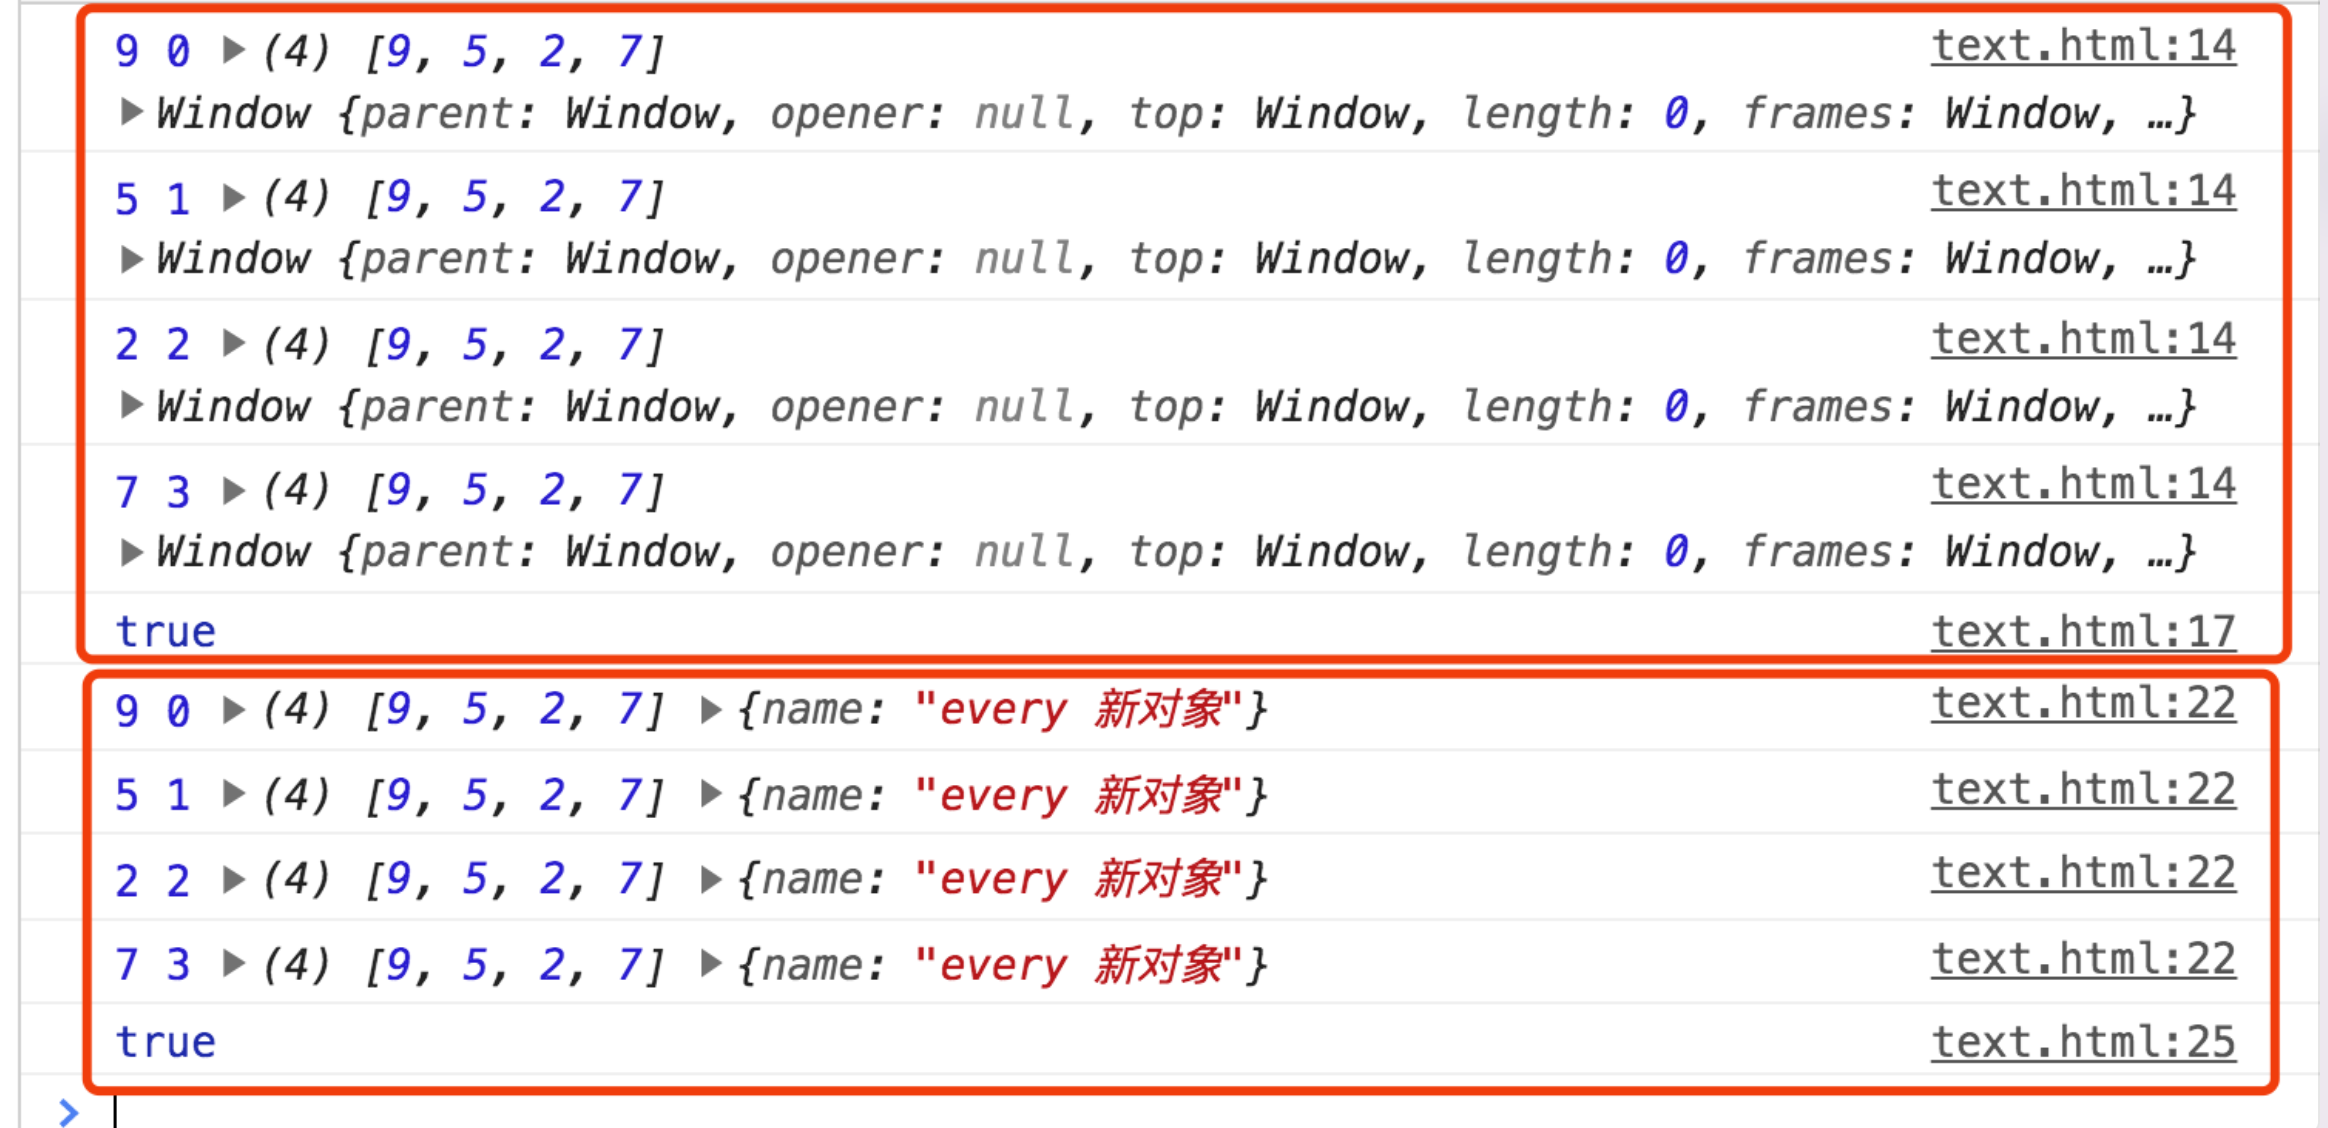 9 0 ▶(4) [9, 5, 2, 7] text.html:14
▶Window {parent: Window, opener: null, top: Window, length: 0, frames: Window, …}
5 1 ▶(4) [9, 5, 2, 7] text.html:14
▶Window {parent: Window, opener: null, top: Window, length: 0, frames: Window, …}
2 2 ▶(4) [9, 5, 2, 7] text.html:14
▶Window {parent: Window, opener: null, top: Window, length: 0, frames: Window, …}
7 3 ▶(4) [9, 5, 2, 7] text.html:14
▶Window {parent: Window, opener: null, top: Window, length: 0, frames: Window, …}
true text.html:17
9 0 ▶(4) [9, 5, 2, 7] ▶{name: "every 新对象"} text.html:22
5 1 ▶(4) [9, 5, 2, 7] ▶{name: "every 新对象"} text.html:22
2 2 ▶(4) [9, 5, 2, 7] ▶{name: "every 新对象"} text.html:22
7 3 ▶(4) [9, 5, 2, 7] ▶{name: "every 新对象"} text.html:22
true text.html:25